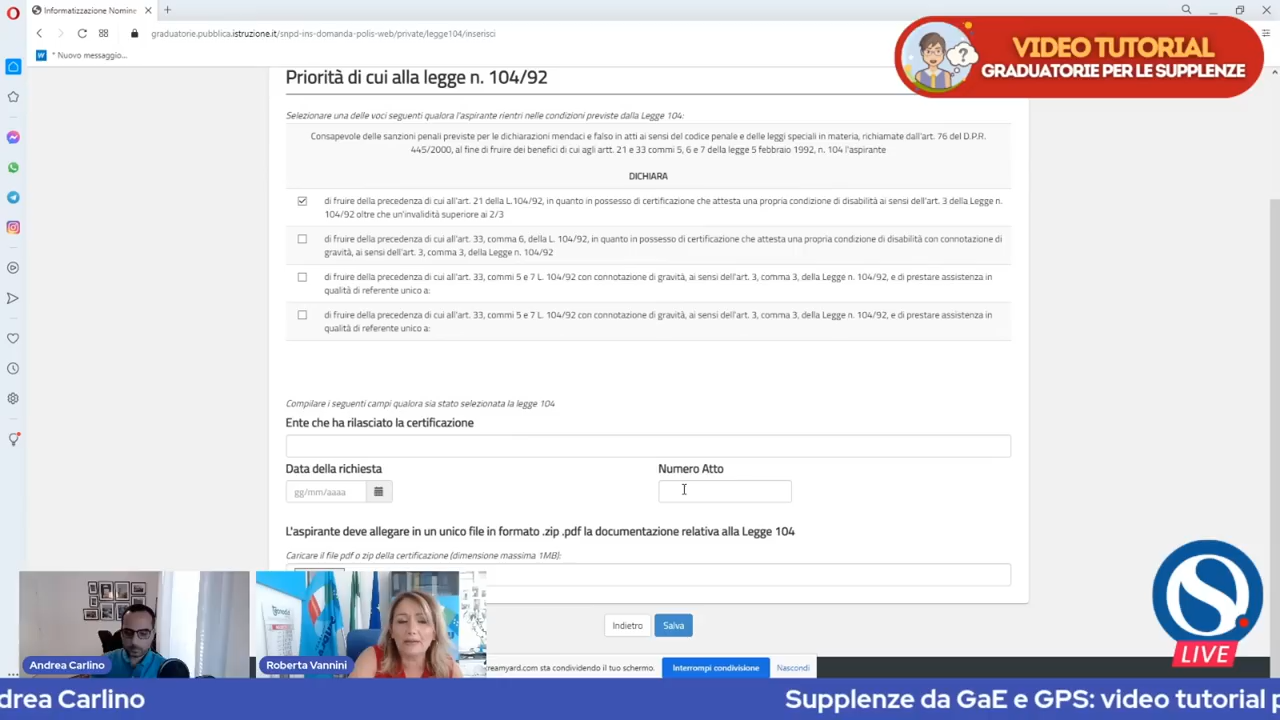 Informatizzazione Nomine
graduatorie.pubblica.istruzione.it/snpd-ins-domanda-polis-web/private/legge104/inserisci
* Nuovo messaggio...
VIDEO TUTORIAL
GRADUATORIE PER LE SUPPLENZE
Priorità di cui alla legge n. 104/92
Selezionare una delle voci seguenti qualora l'aspirante rientri nelle condizioni previste dalla Legge 104:
Consapevole delle sanzioni penali previste per le dichiarazioni mendaci e falso in atti ai sensi del codice penale e delle leggi speciali in materia, richiamate dall'art. 76 del D.P.R.
445/2000, al fine di fruire dei benefici di cui agli artt. 21 e 33 commi 5, 6 e 7 della legge 5 febbraio 1992, n. 104 l'aspirante
DICHIARA
di fruire della precedenza di cui all'art. 21 della L.104/92, in quanto in possesso di certificazione che attesta una propria condizione di disabilità ai sensi dell'art. 3 della Legge n.
104/92 oltre che un'invalidità superiore ai 2/3
di fruire della precedenza di cui all'art. 33, comma 6, della L. 104/92, in quanto in possesso di certificazione che attesta una propria condizione di disabilità con connotazione di
gravità, ai sensi dell'art. 3, comma 3, della Legge n. 104/92
di fruire della precedenza di cui all'art. 33, commi 5 e 7 L. 104/92 con connotazione di gravità, ai sensi dell'art. 3, comma 3, della Legge n. 104/92, e di prestare assistenza in
qualità di referente unico a:
di fruire della precedenza di cui all'art. 33, commi 5 e 7 L. 104/92 con connotazione di gravità, ai sensi dell'art. 3, comma 3, della Legge n. 104/92, e di prestare assistenza in
qualità di referente unico a:
Compilare i seguenti campi qualora sia stato selezionata la legge 104
Ente che ha rilasciato la certificazione
Data della richiesta
Numero Atto
gg/mm/aaaa
L'aspirante deve allegare in un unico file in formato .zip .pdf la documentazione relativa alla Legge 104
Caricare il file pdf o zip della certificazione (dimensione massima 1MB):
Indietro
Salva
Andrea Carlino
Roberta Vannini
reamyard.com sta condividendo il tuo schermo.
Interrompi condivisione
Nascondi
S
LIVE
drea Carlino
Supplenze da GaE e GPS: video tutorial p